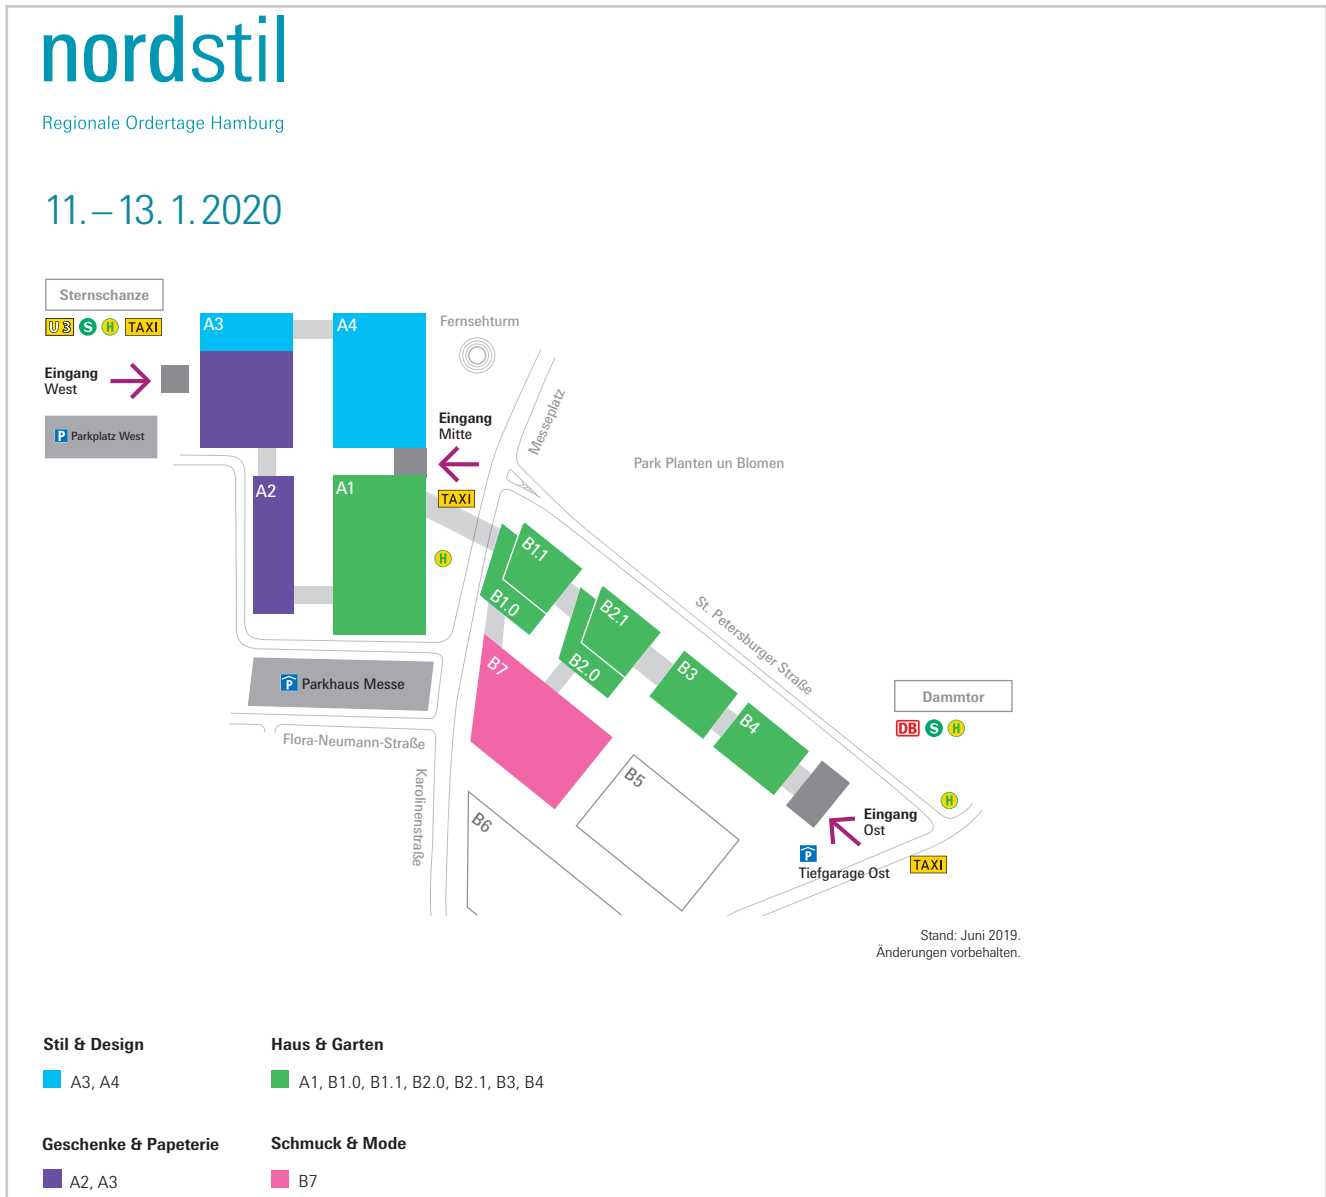 nordstil
Regionale Ordertage Hamburg
11. – 13. 1. 2020
Sternschanze
U3 S H TAXI
Eingang
West
P Parkplatz West
A3
A4
Fernsehturm
Eingang
Mitte
TAXI
Messeplatz
Park Planten un Blomen
A2
A1
H
B1.1
B1.0
B2.1
B2.0
B3
B4
B7
B5
B6
St. Petersburger Straße
P Parkhaus Messe
Flora-Neumann-Straße
Karolinenstraße
Dammtor
DB S H
H
Eingang
Ost
P
Tiefgarage Ost
TAXI
Stand: Juni 2019.
Änderungen vorbehalten.
Stil & Design
A3, A4
Haus & Garten
A1, B1.0, B1.1, B2.0, B2.1, B3, B4
Geschenke & Papeterie
A2, A3
Schmuck & Mode
B7